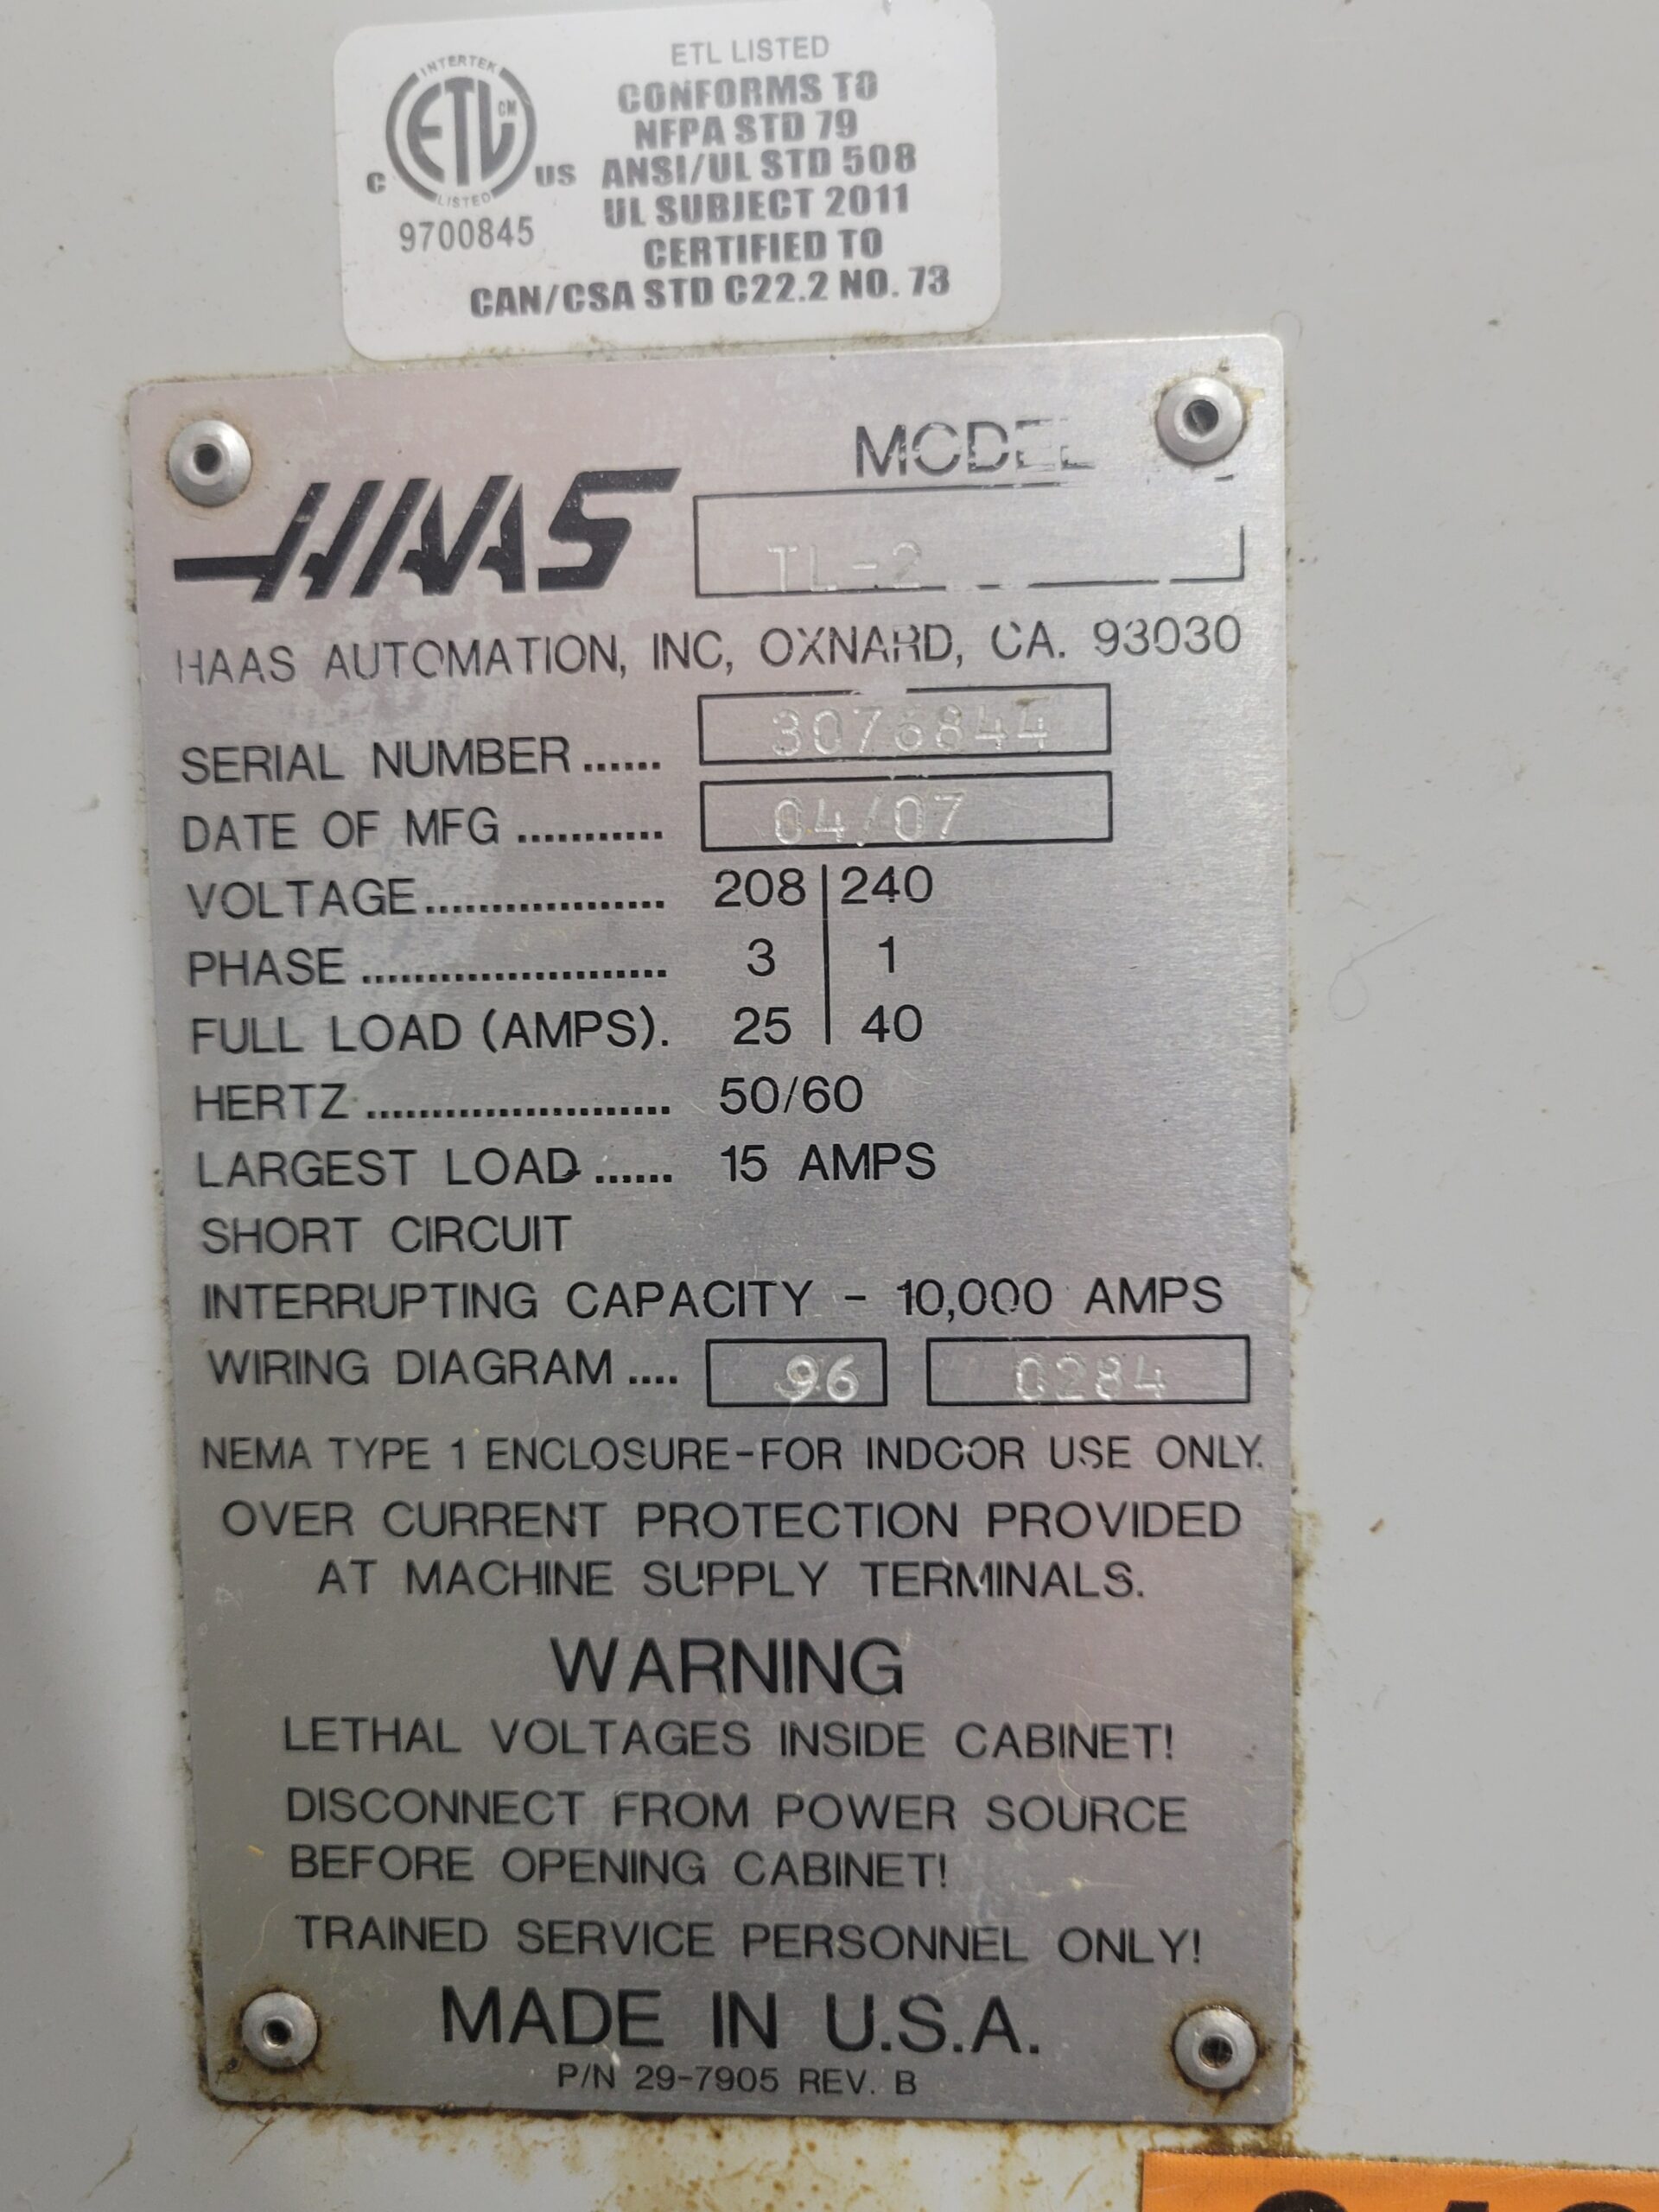 INTERTEK
ETL CM
C US
LISTED
9700845
ETL LISTED
CONFORMS TO
NFPA STD 79
ANSI/UL STD 508
UL SUBJECT 2011
CERTIFIED TO
CAN/CSA STD C22.2 NO. 73
HAAS
MODEL
TL-2
HAAS AUTOMATION, INC, OXNARD, CA. 93030
SERIAL NUMBER ...... 3076844
DATE OF MFG ........... 04/07
VOLTAGE.................. 208 | 240
PHASE ....................... 3 | 1
FULL LOAD (AMPS). 25 | 40
HERTZ ....................... 50/60
LARGEST LOAD ...... 15 AMPS
SHORT CIRCUIT
INTERRUPTING CAPACITY - 10,000 AMPS
WIRING DIAGRAM .... 96 0284
NEMA TYPE 1 ENCLOSURE-FOR INDOOR USE ONLY.
OVER CURRENT PROTECTION PROVIDED
AT MACHINE SUPPLY TERMINALS.
WARNING
LETHAL VOLTAGES INSIDE CABINET!
DISCONNECT FROM POWER SOURCE
BEFORE OPENING CABINET!
TRAINED SERVICE PERSONNEL ONLY!
MADE IN U.S.A.
P/N 29-7905 REV. B